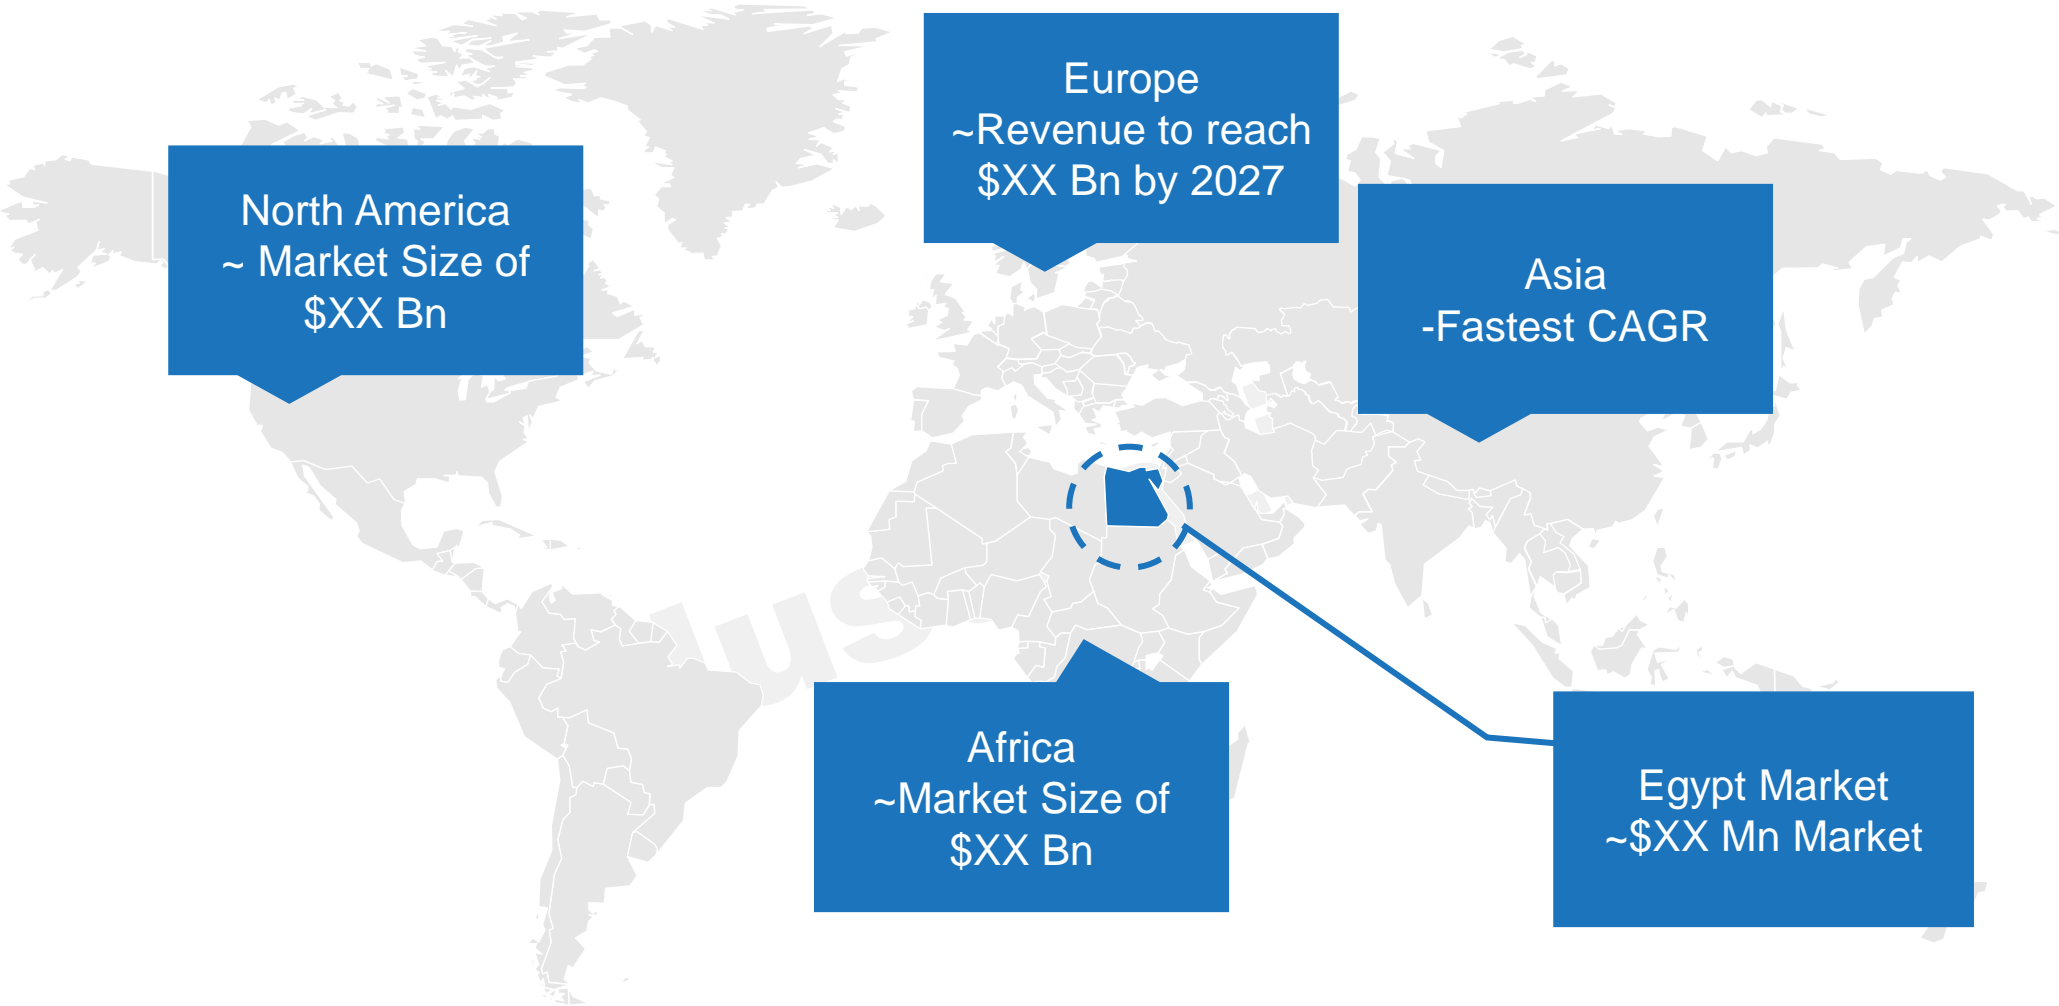 Europe
~Revenue to reach
$XX Bn by 2027
North America
~ Market Size of
$XX Bn
Asia
-Fastest CAGR
Africa
~Market Size of
$XX Bn
Egypt Market
~$XX Mn Market
us